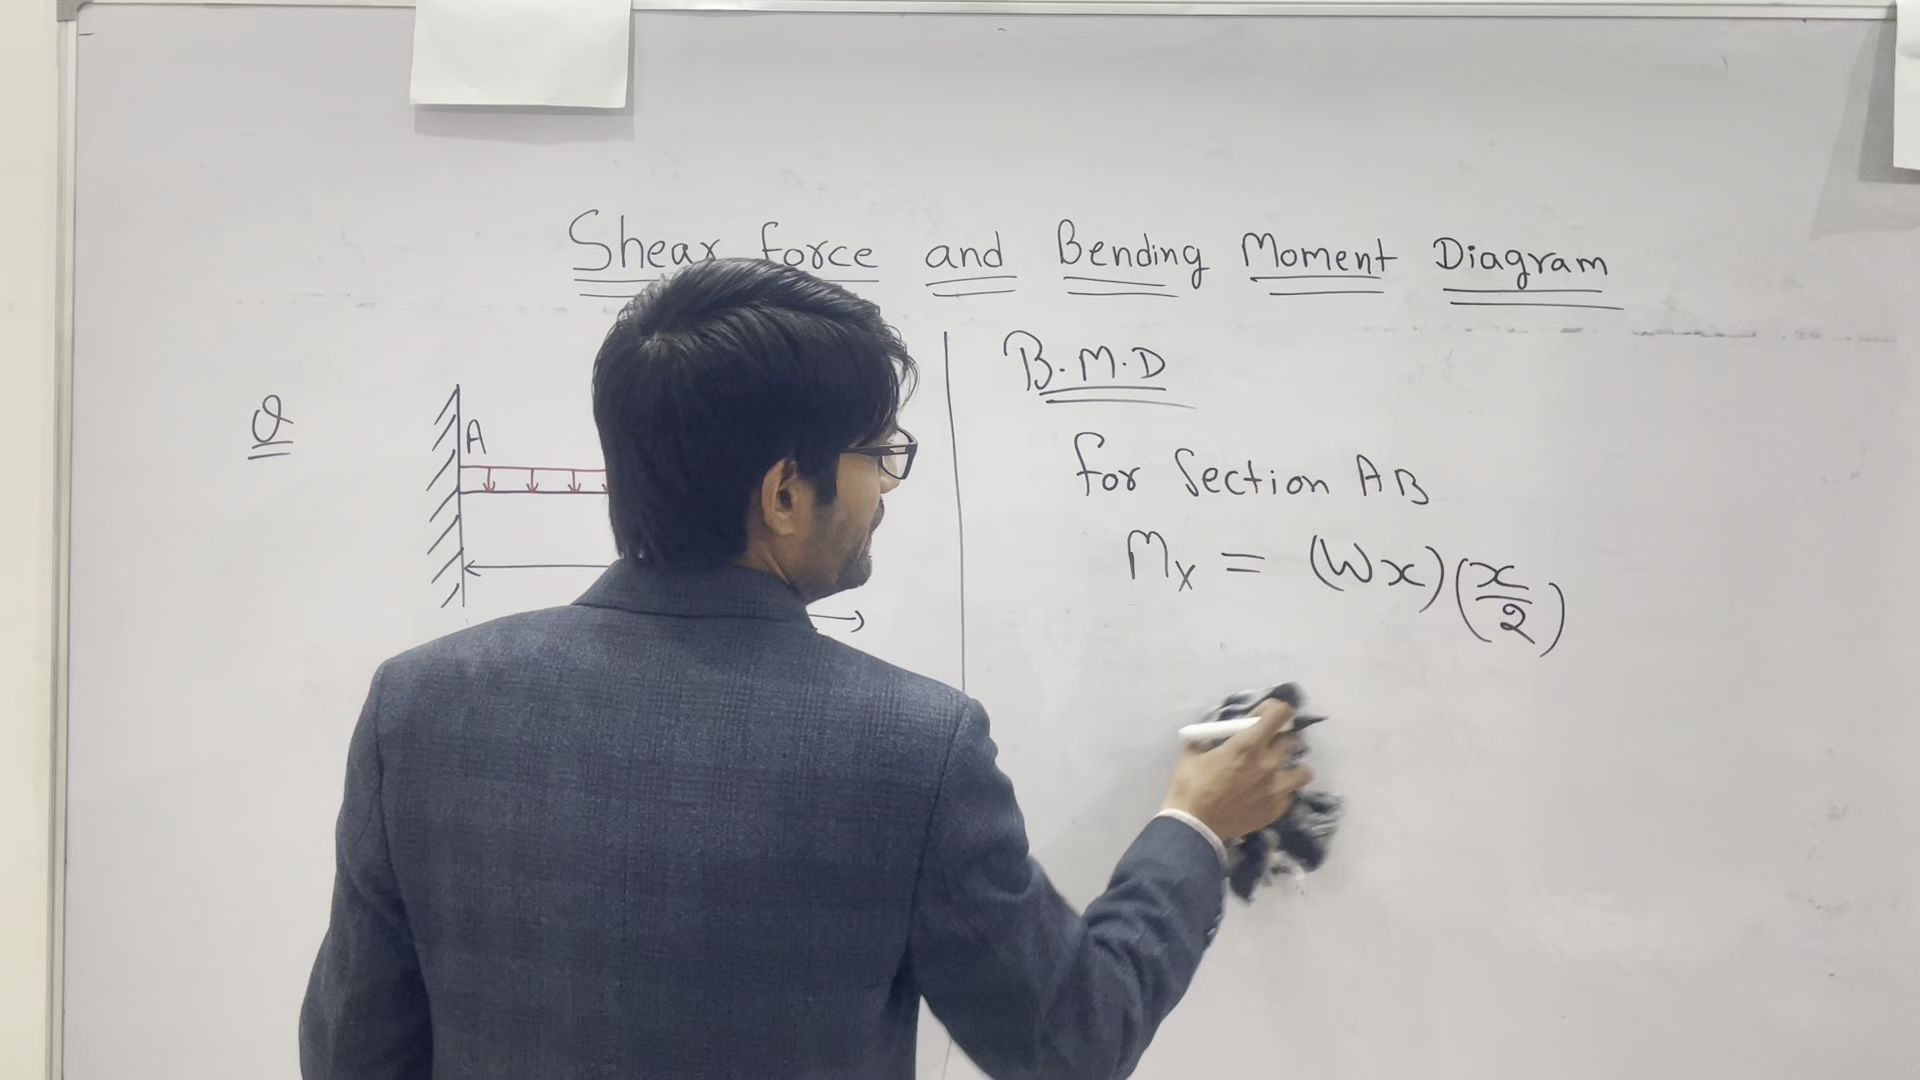 Shear force and Bending Moment Diagram
Q
A
B.M.D
for Section AB
Mx = (Wx)(x/2)